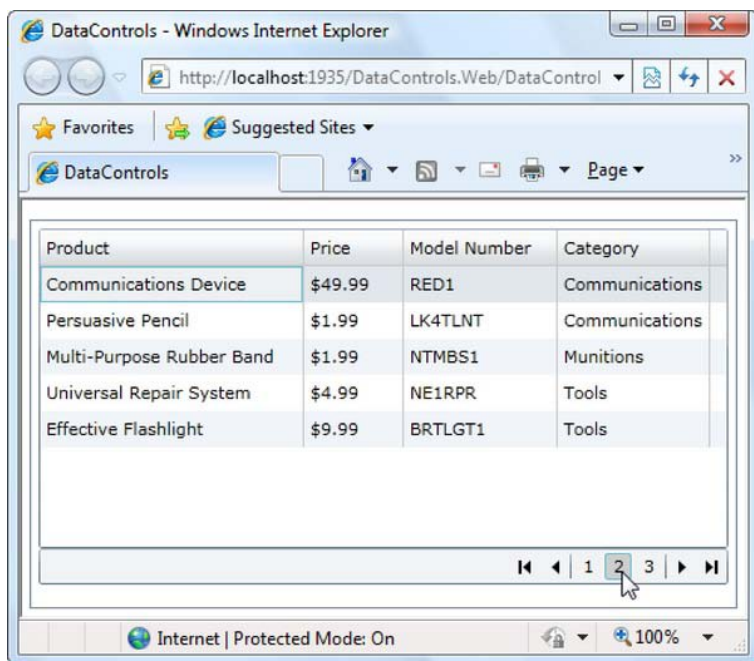 DataControls - Windows Internet Explorer
http://localhost:1935/DataControls.Web/DataControl
Favorites Suggested Sites
DataControls Page »
Product Price Model Number Category
Communications Device $49.99 RED1 Communications
Persuasive Pencil $1.99 LK4TLNT Communications
Multi-Purpose Rubber Band $1.99 NTMBS1 Munitions
Universal Repair System $4.99 NE1RPR Tools
Effective Flashlight $9.99 BRTLGT1 Tools
1 2 3
Internet | Protected Mode: On 100%